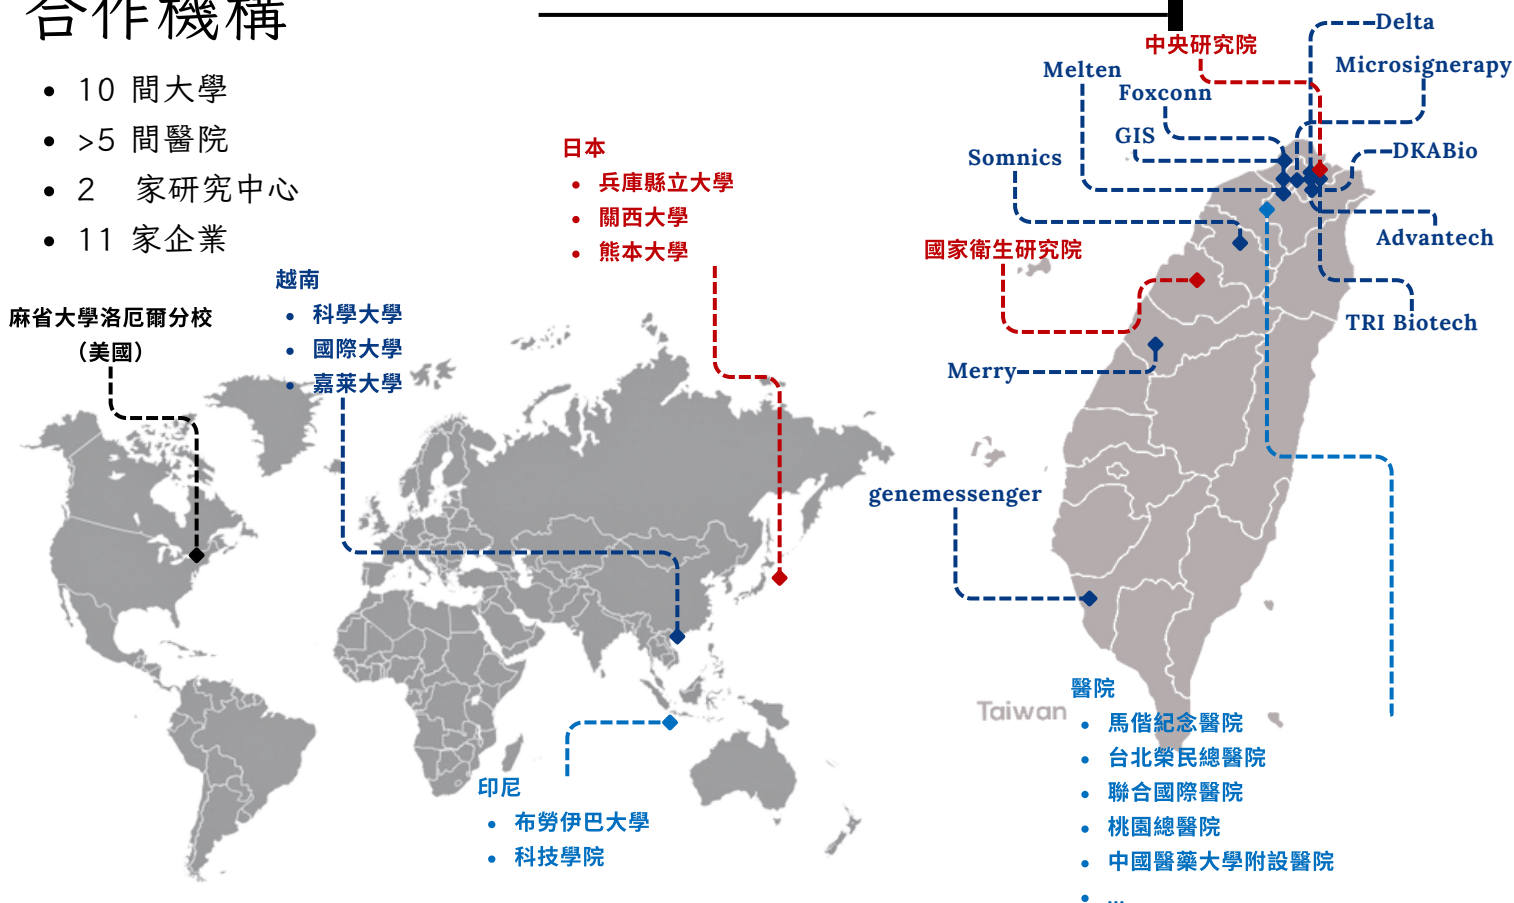 合作機構
10 間大學
>5 間醫院
2 家研究中心
11 家企業
麻省大學洛厄爾分校
（美國）
越南
科學大學
國際大學
嘉莱大學
日本
兵庫縣立大學
關西大學
熊本大學
印尼
布勞伊巴大學
科技學院
中央研究院
Delta
Melten
Microsignerapy
Foxconn
GIS
DKABio
Somnics
Advantech
國家衛生研究院
TRI Biotech
Merry
genemessenger
Taiwan
醫院
馬偕紀念醫院
台北榮民總醫院
聯合國際醫院
桃園總醫院
中國醫藥大學附設醫院
...